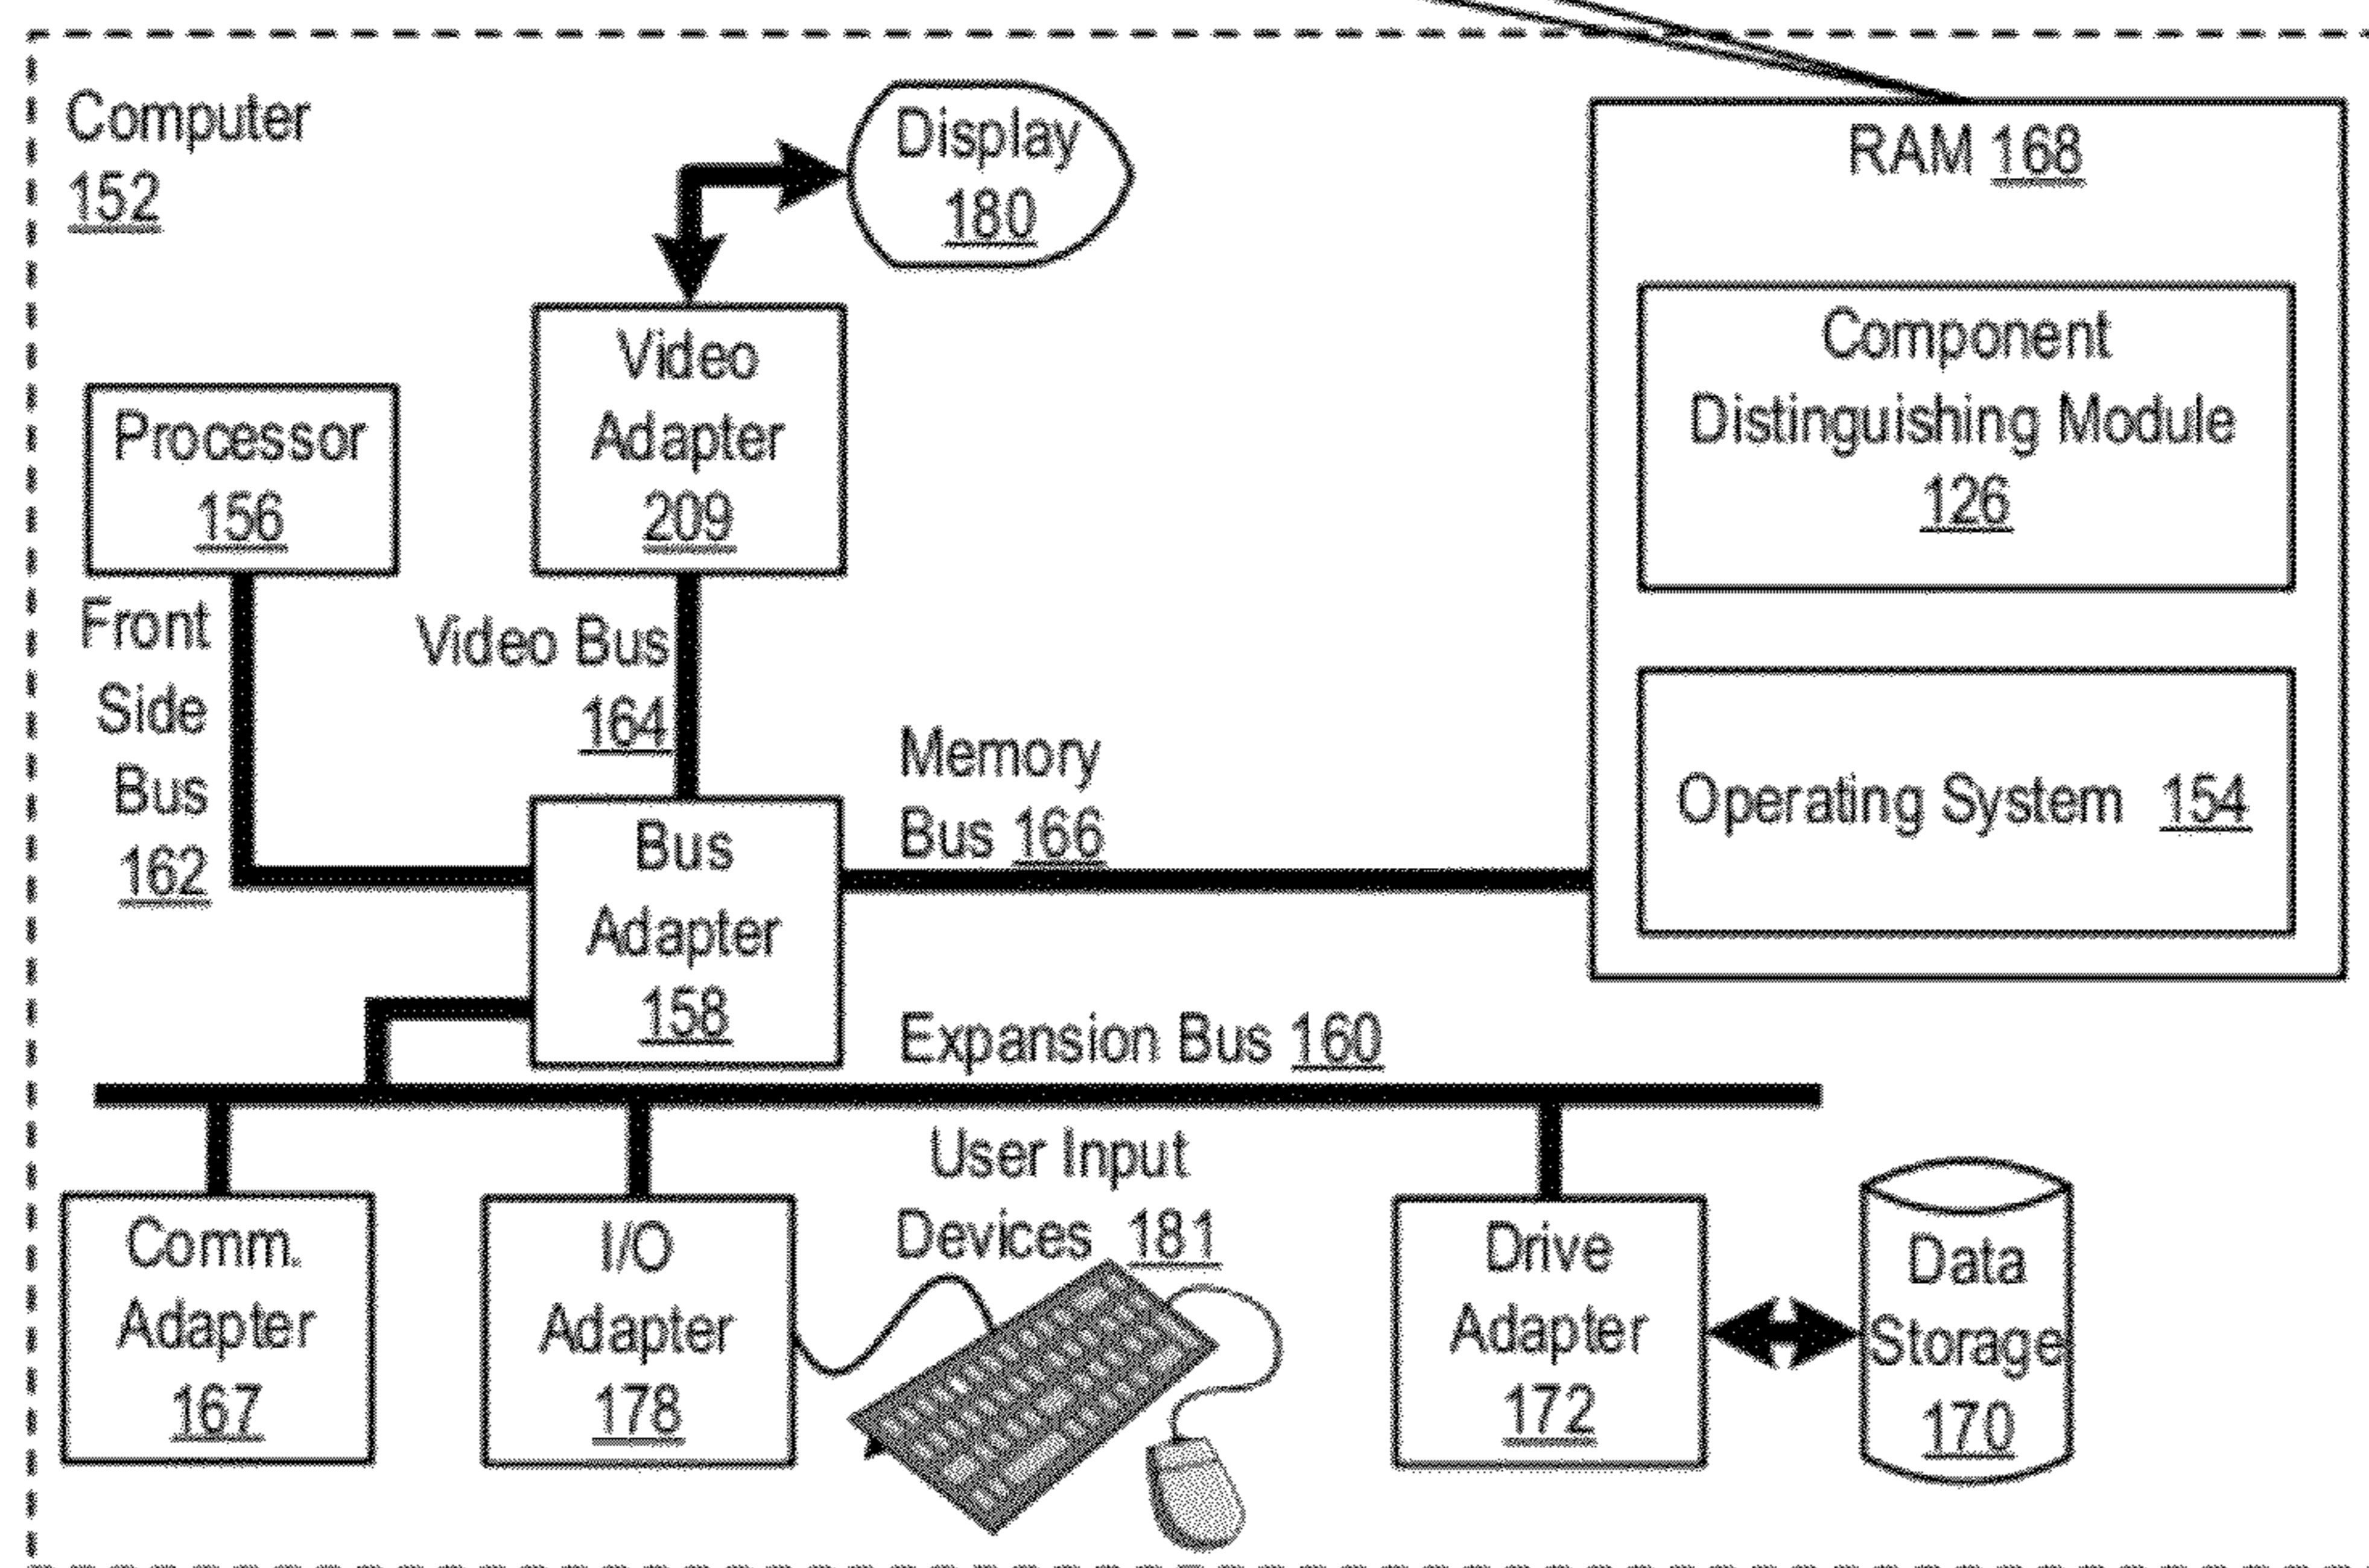 Computer
152
Display
180
RAM 168
Component
Distinguishing Module
126
Operating System 154
Video
Adapter
209
Processor
156
Front
Side
Bus
162
Video Bus
164
Memory
Bus 166
Bus
Adapter
158
Expansion Bus 160
User Input
Devices 181
Comm.
Adapter
167
I/O
Adapter
178
Drive
Adapter
172
Data
Storage
170